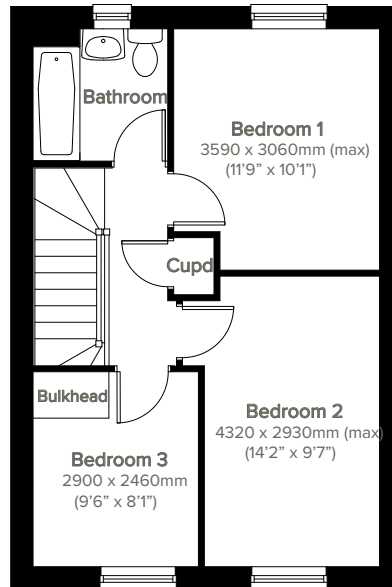 Bathroom
Bedroom 1
3590 x 3060mm (max)
(11’9” x 10’1”)
Cupd
Bulkhead
Bedroom 2
4320 x 2930mm (max)
(14’2” x 9’7”)
Bedroom 3
2900 x 2460mm
(9’6” x 8’1”)